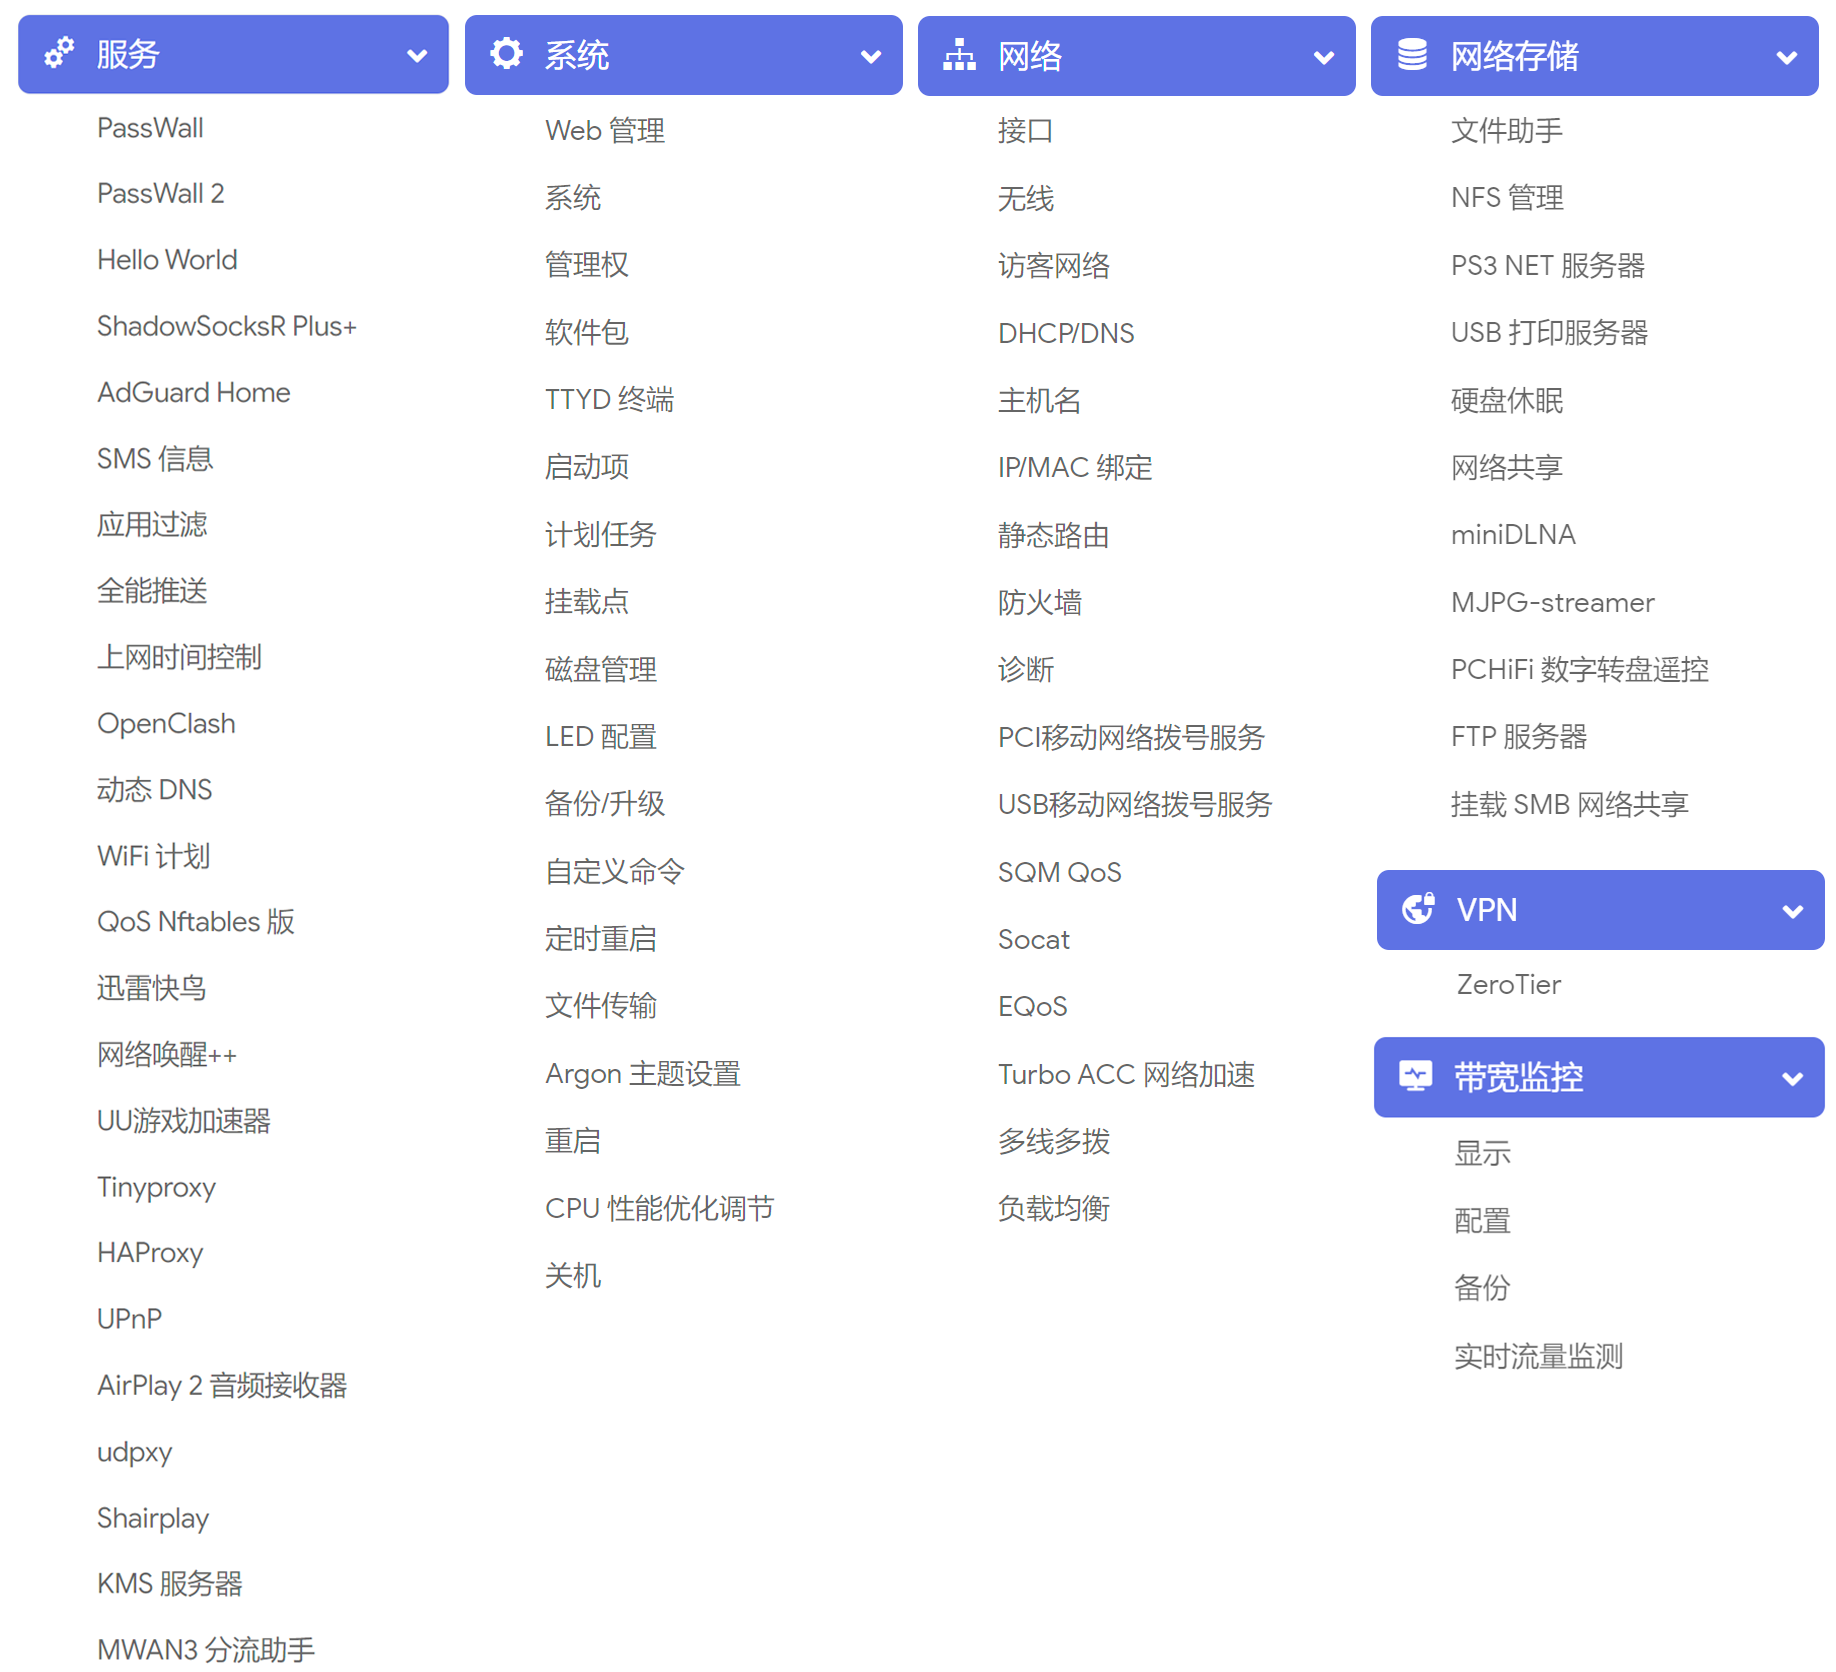 服务
PassWall
PassWall 2
Hello World
ShadowSocksR Plus+
AdGuard Home
SMS 信息
应用过滤
全能推送
上网时间控制
OpenClash
动态 DNS
WiFi 计划
QoS Nftables 版
迅雷快鸟
网络唤醒++
UU游戏加速器
Tinyproxy
HAProxy
UPnP
AirPlay 2 音频接收器
udpxy
Shairplay
KMS 服务器
MWAN3 分流助手
系统
Web 管理
系统
管理权
软件包
TTYD 终端
启动项
计划任务
挂载点
磁盘管理
LED 配置
备份/升级
自定义命令
定时重启
文件传输
Argon 主题设置
重启
CPU 性能优化调节
关机
网络
接口
无线
访客网络
DHCP/DNS
主机名
IP/MAC 绑定
静态路由
防火墙
诊断
PCI移动网络拨号服务
USB移动网络拨号服务
SQM QoS
Socat
EQoS
Turbo ACC 网络加速
多线多拨
负载均衡
网络存储
文件助手
NFS 管理
PS3 NET 服务器
USB 打印服务器
硬盘休眠
网络共享
miniDLNA
MJPG-streamer
PCHiFi 数字转盘遥控
FTP 服务器
挂载 SMB 网络共享
VPN
ZeroTier
带宽监控
显示
配置
备份
实时流量监测